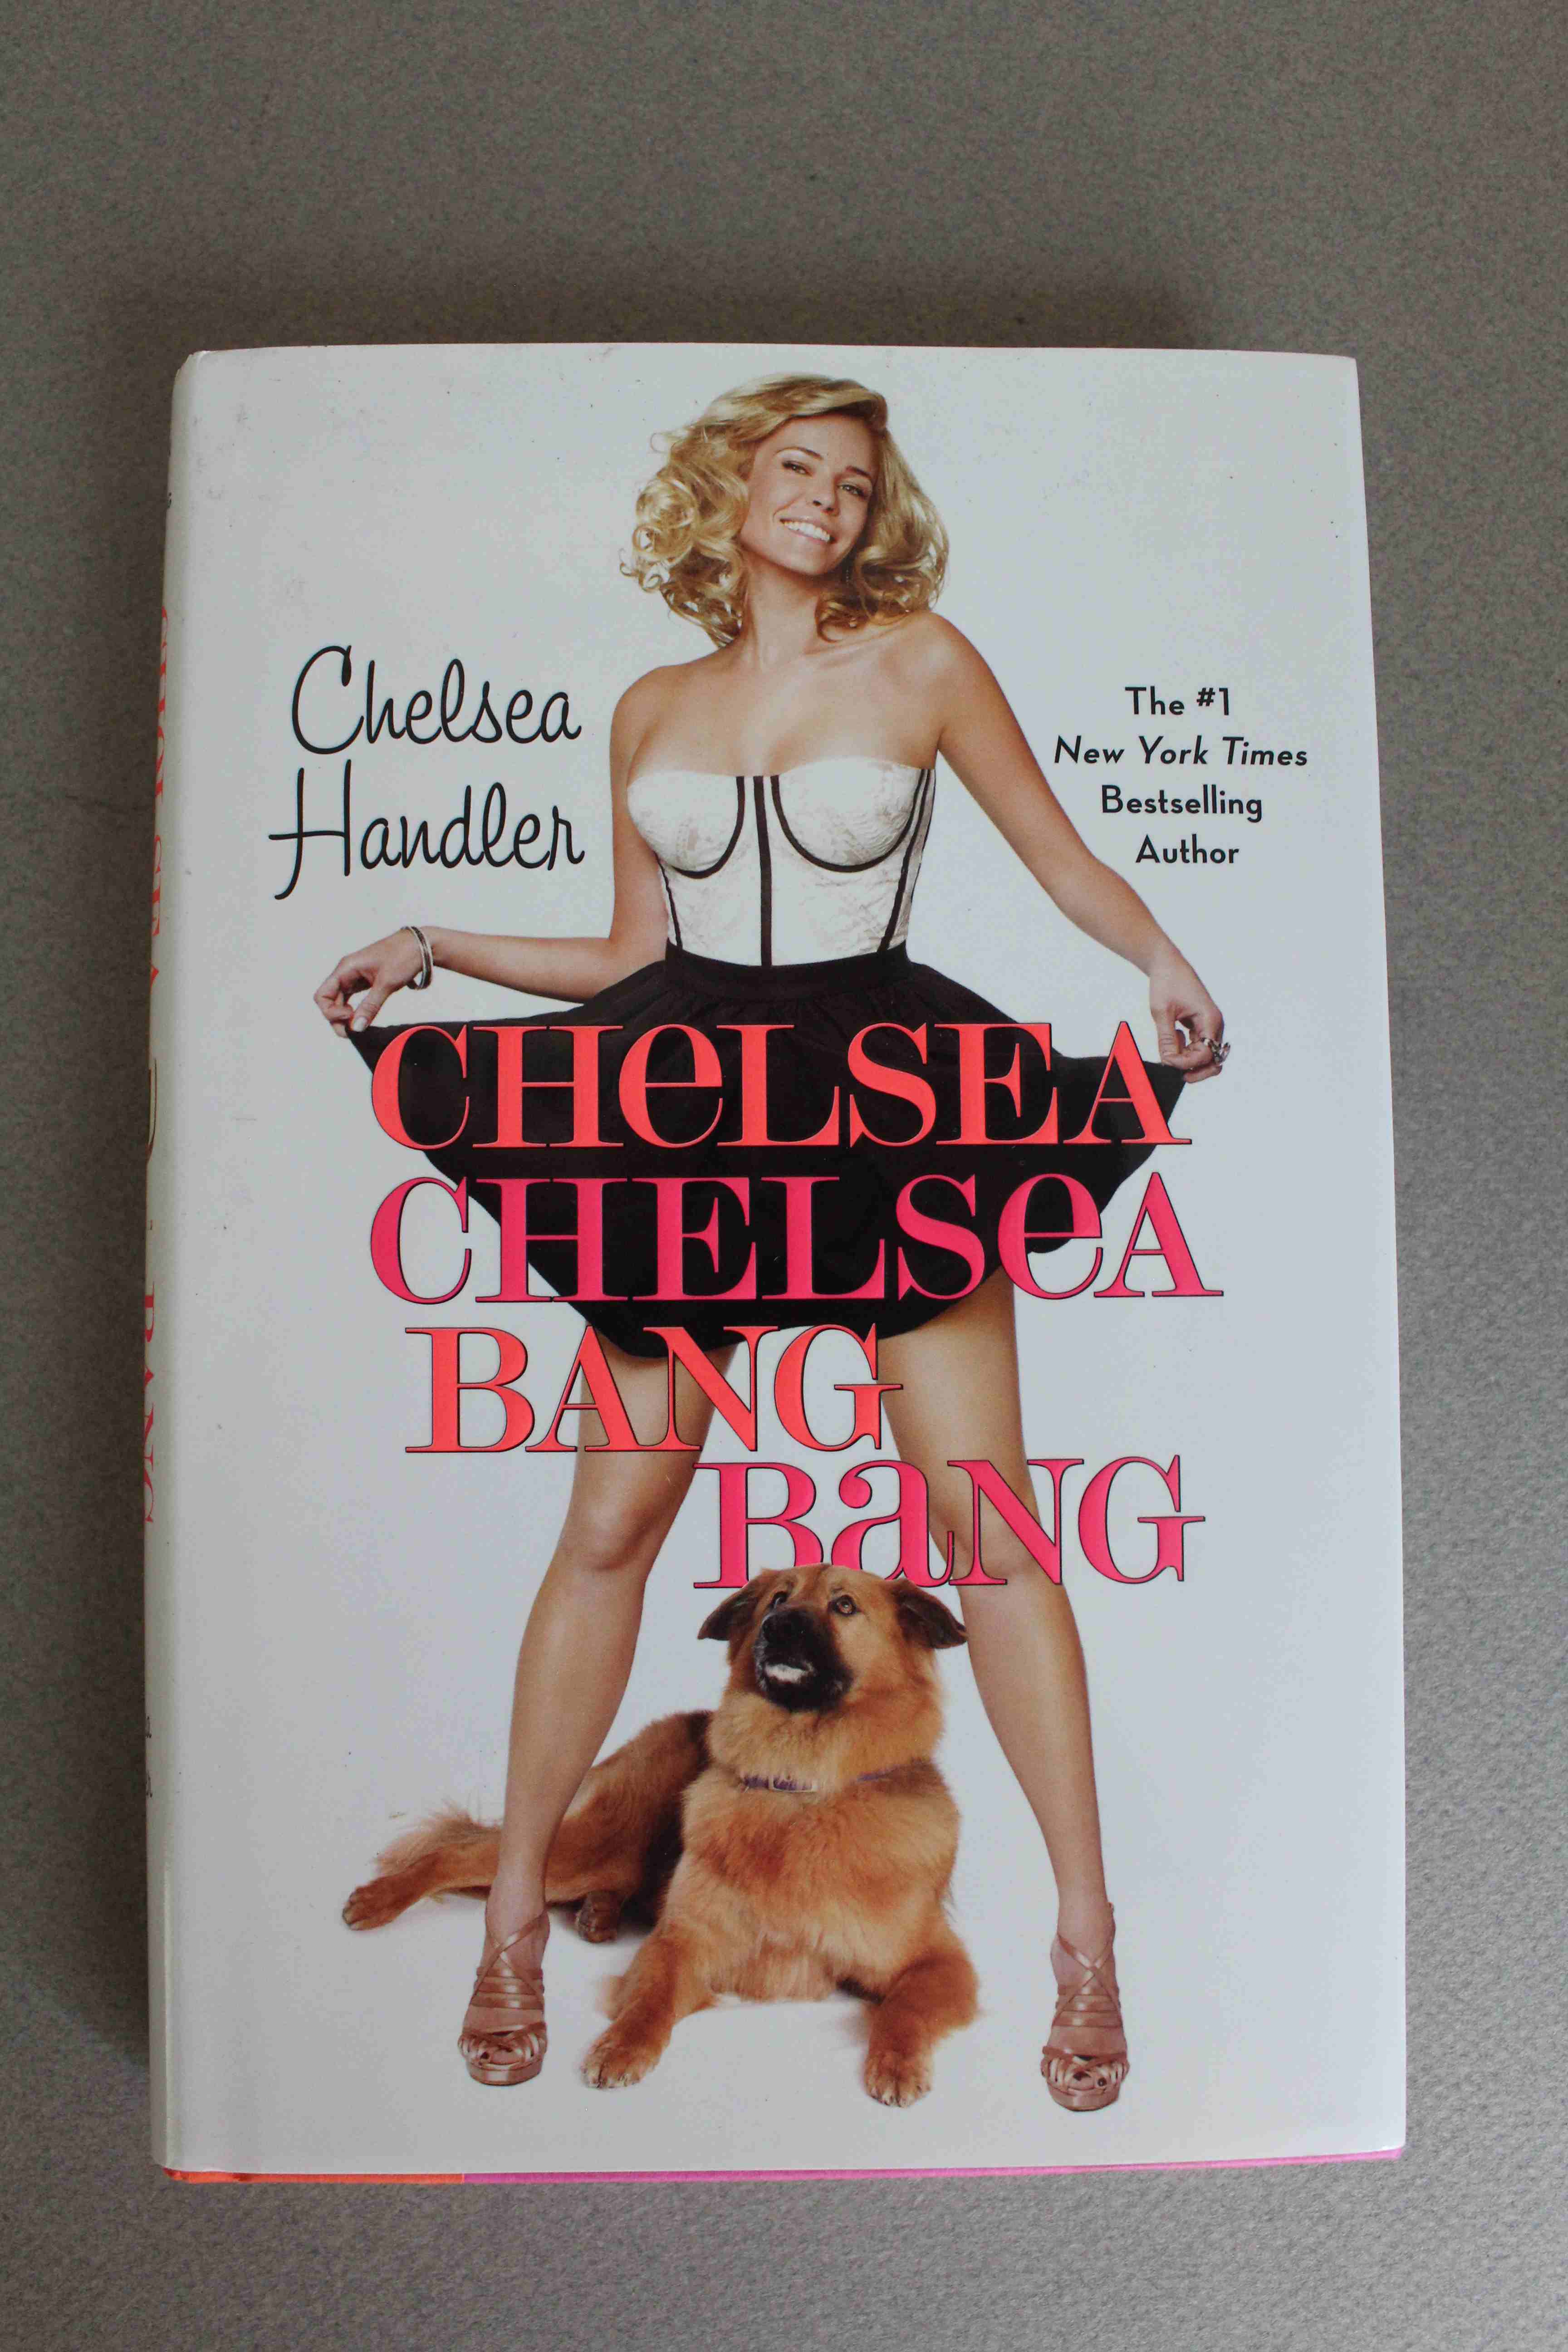 Chelsea
Handler
The #1
New York Times
Bestselling
Author
CHeLSEA
CHELSeA
BANG
BaNG